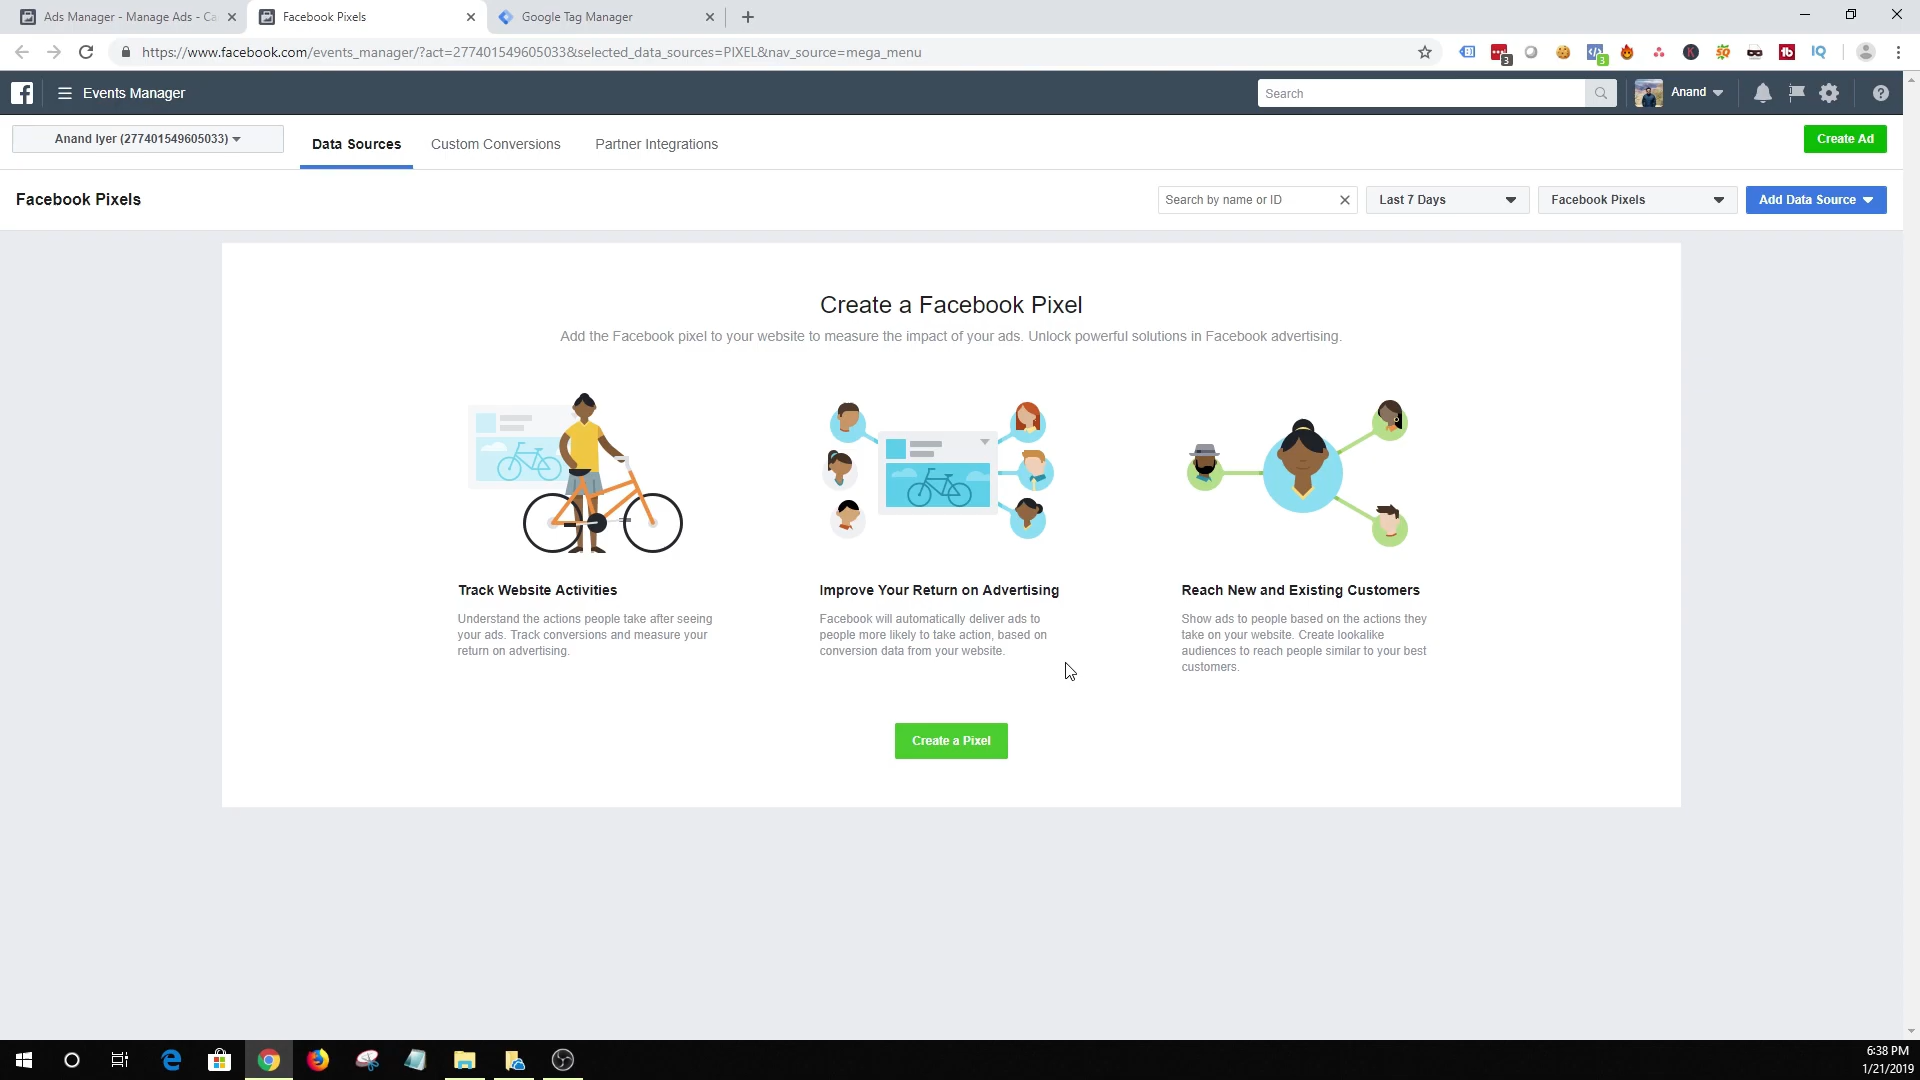 Ads Manager - Manage Ads - Ca
Facebook Pixels
Google Tag Manager
https://www.facebook.com/events_manager/?act=277401549605033&selected_data_sources=PIXEL&nav_source=mega_menu
3
3
K
tb
IQ
Events Manager
Search
Anand
Anand Iyer (277401549605033)
Data Sources
Custom Conversions
Partner Integrations
Create Ad
Facebook Pixels
Search by name or ID
Last 7 Days
Facebook Pixels
Add Data Source
Create a Facebook Pixel
Add the Facebook pixel to your website to measure the impact of your ads. Unlock powerful solutions in Facebook advertising.
Track Website Activities
Understand the actions people take after seeing
your ads. Track conversions and measure your
return on advertising.
Improve Your Return on Advertising
Facebook will automatically deliver ads to
people more likely to take action, based on
conversion data from your website.
Reach New and Existing Customers
Show ads to people based on the actions they
take on your website. Create lookalike
audiences to reach people similar to your best
customers.
Create a Pixel
6:38 PM
1/21/2019